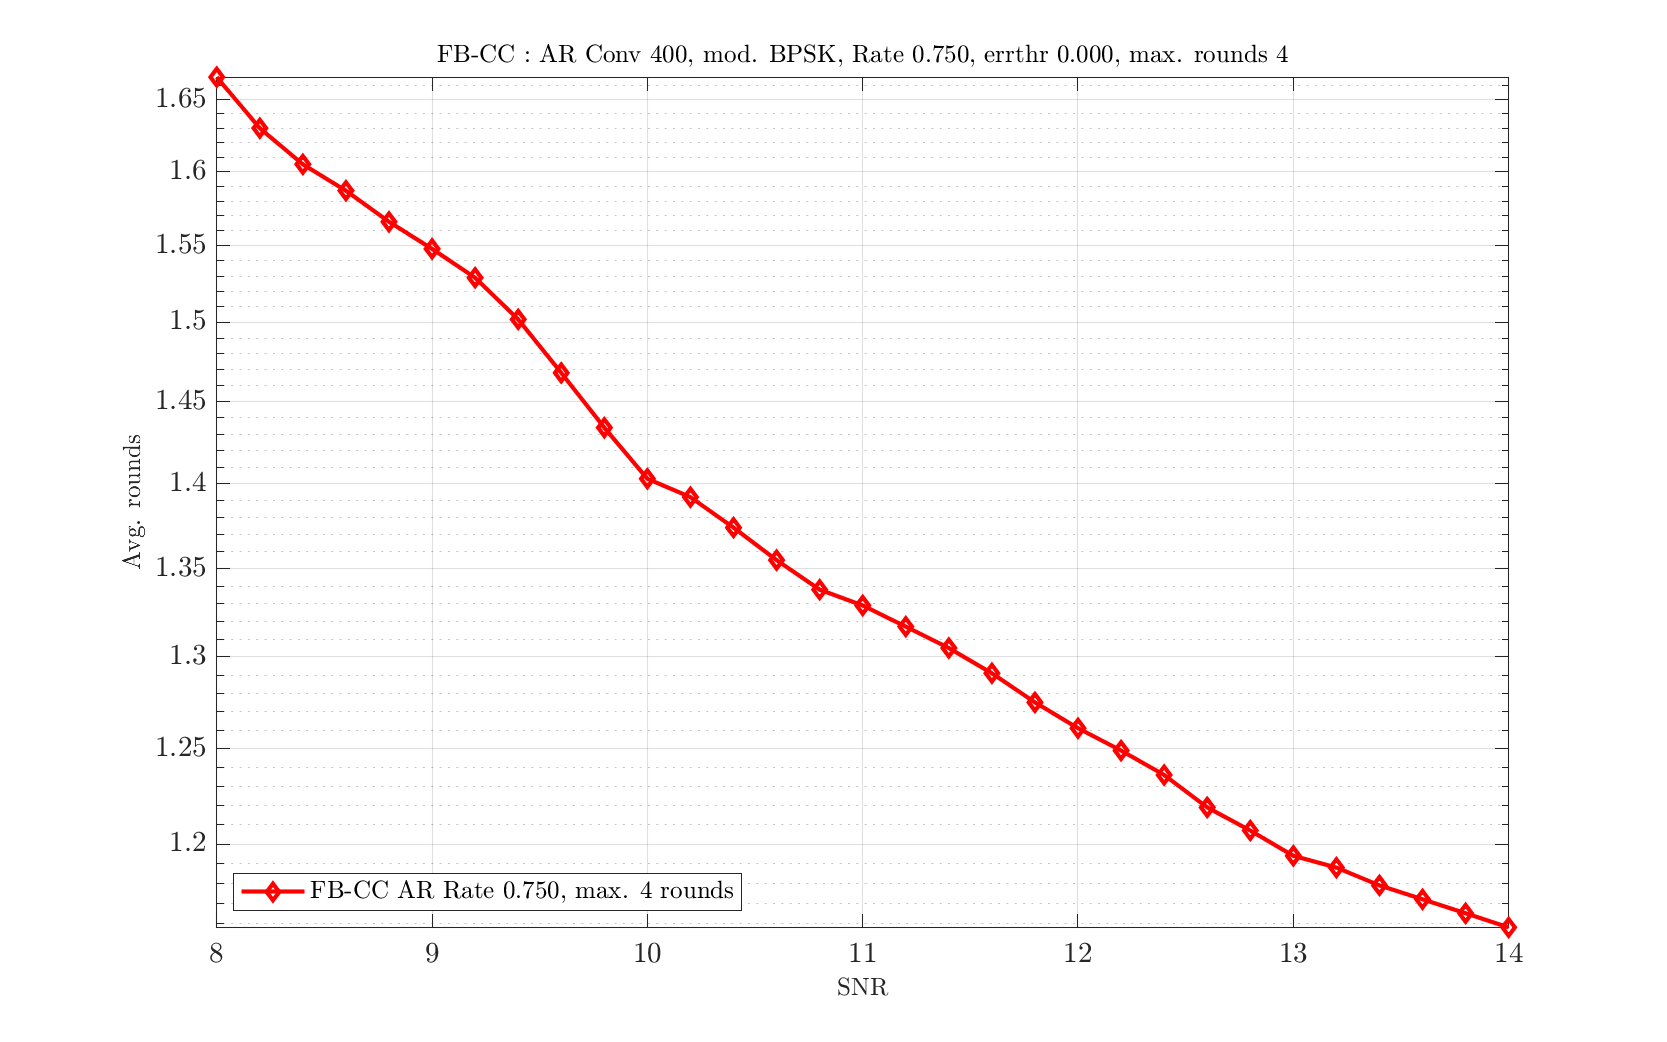 FB-CC : AR Conv 400, mod. BPSK, Rate 0.750, errthr 0.000, max. rounds 4
1.65
1.6
1.55
1.5
1.45
1.4
1.35
1.3
1.25
1.2
Avg. rounds
FB-CC AR Rate 0.750, max. 4 rounds
8 9 10 11 12 13 14
SNR